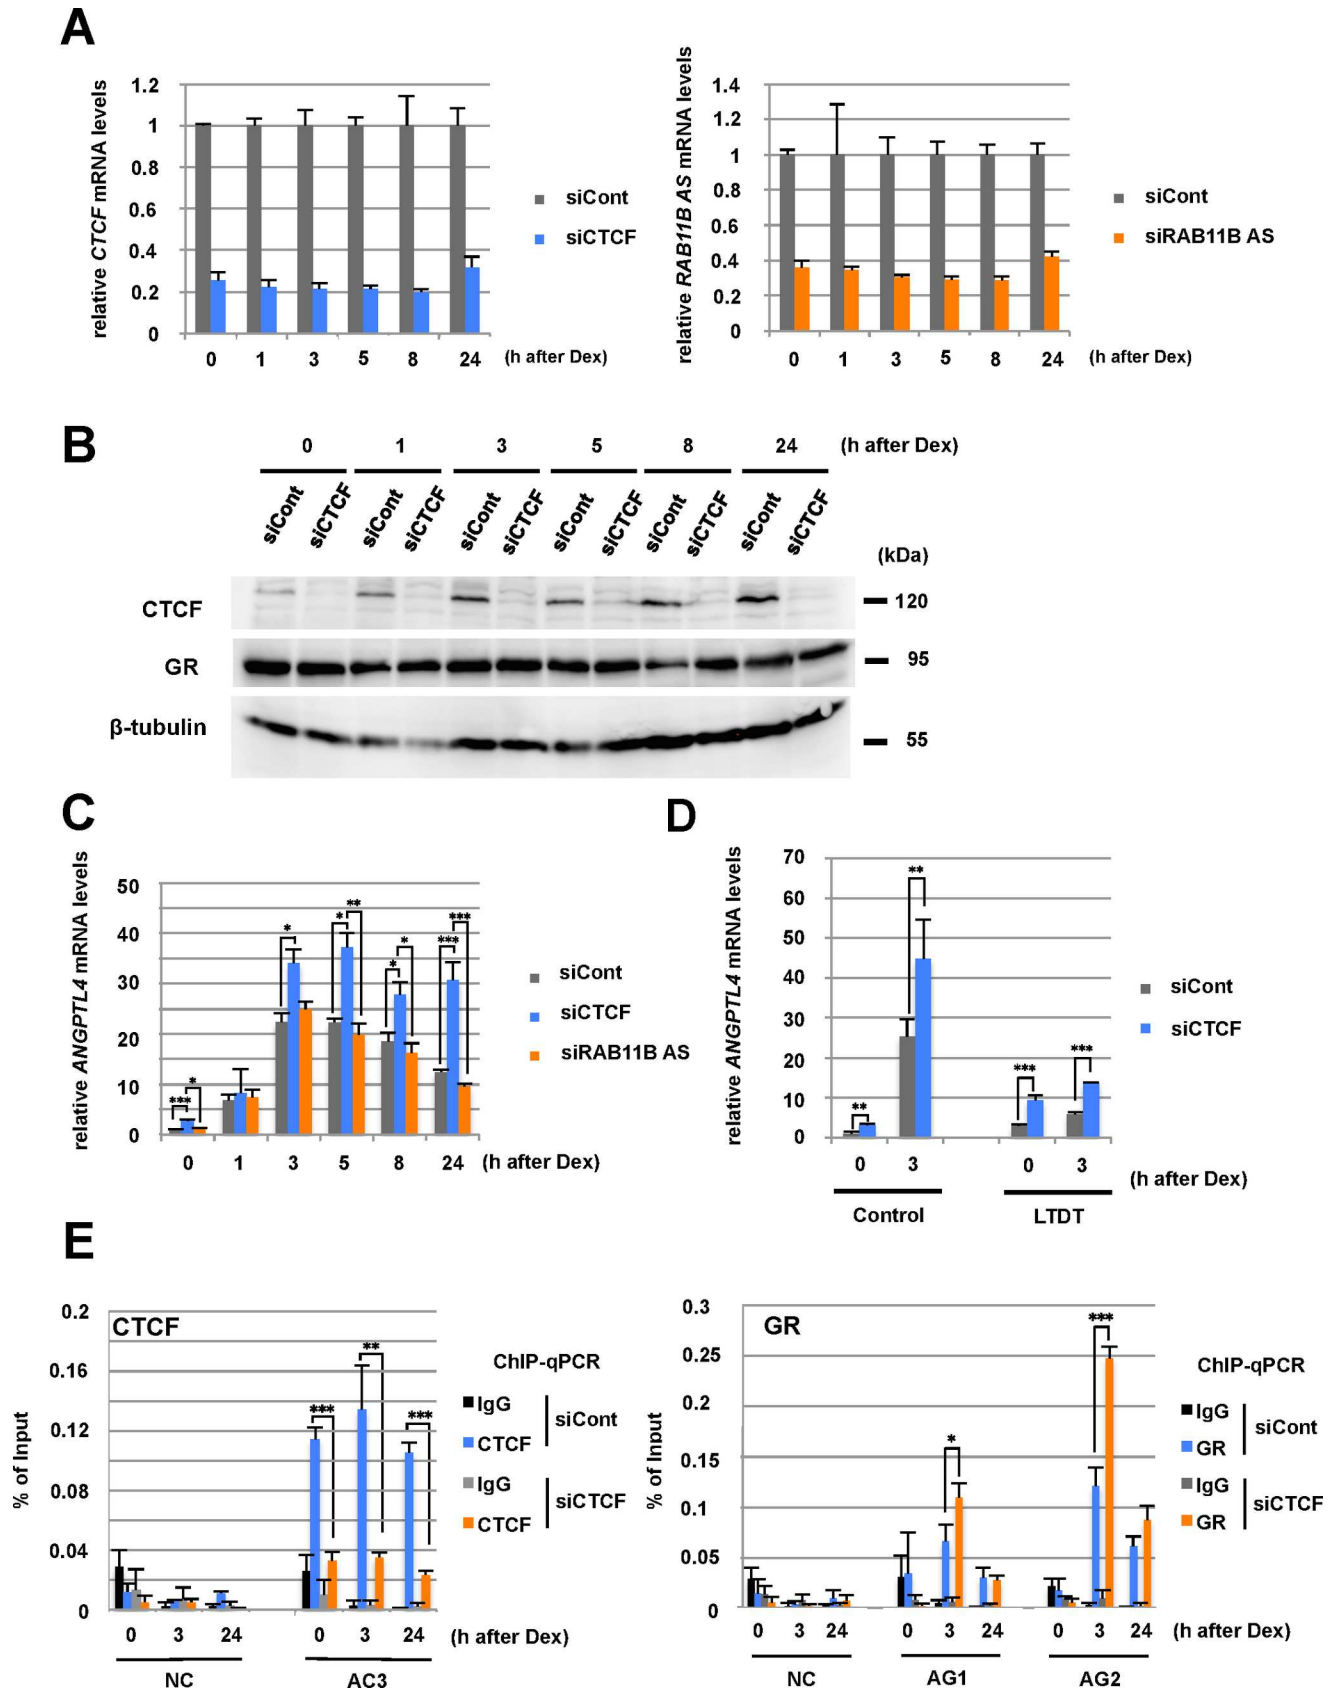 A
relative CTCF mRNA levels
1.2
1
0.8
0.6
0.4
0.2
0
0 1 3 5 8 24 (h after Dex)
siCont
siCTCF
relative RAB11B AS mRNA levels
1.4
1.2
1
0.8
0.6
0.4
0.2
0
0 1 3 5 8 24 (h after Dex)
siCont
siRAB11B AS
B
0 1 3 5 8 24 (h after Dex)
siCont siCTCF siCont siCTCF siCont siCTCF siCont siCTCF siCont siCTCF siCont siCTCF
(kDa)
CTCF 120
GR 95
β-tubulin 55
C
relative ANGPTL4 mRNA levels
50
40
30
20
10
0
*** * * * ** * * *** ***
0 1 3 5 8 24 (h after Dex)
siCont
siCTCF
siRAB11B AS
D
relative ANGPTL4 mRNA levels
70
60
50
40
30
20
10
0
** ** *** ***
0 3 0 3 (h after Dex)
Control LTDT
siCont
siCTCF
E
CTCF
% of Input
0.2
0.16
0.12
0.08
0.04
0
*** ** ***
0 3 24 0 3 24 (h after Dex)
NC AC3
ChIP-qPCR
IgG
CTCF
siCont
IgG
CTCF
siCTCF
GR
% of Input
0.3
0.25
0.2
0.15
0.1
0.05
0
* ***
0 3 24 0 3 24 0 3 24 (h after Dex)
NC AG1 AG2
ChIP-qPCR
IgG
GR
siCont
IgG
GR
siCTCF